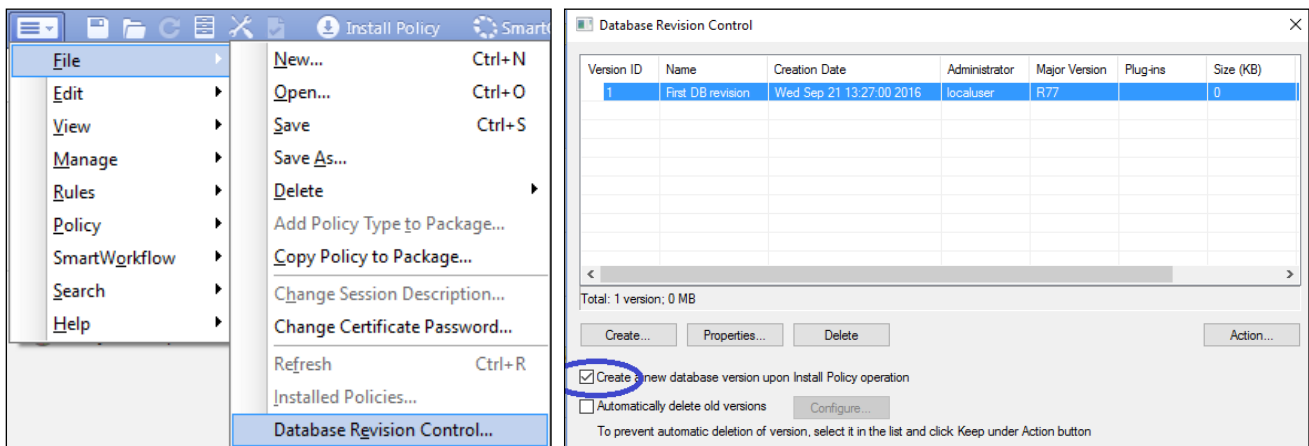 Install Policy
File
Edit
View
Manage
Rules
Policy
SmartWorkflow
Search
Help
New... Ctrl+N
Open... Ctrl+O
Save Ctrl+S
Save As...
Delete
Add Policy Type to Package...
Copy Policy to Package...
Change Session Description...
Change Certificate Password...
Refresh Ctrl+R
Installed Policies...
Database Revision Control...
Database Revision Control
Version ID Name Creation Date Administrator Major Version Plug-ins Size (KB)
1 First DB revision Wed Sep 21 13:27:00 2016 localuser R77 0
Total: 1 version; 0 MB
Create... Properties... Delete Action...
Create a new database version upon Install Policy operation
Automatically delete old versions Configure...
To prevent automatic deletion of version, select it in the list and click Keep under Action button